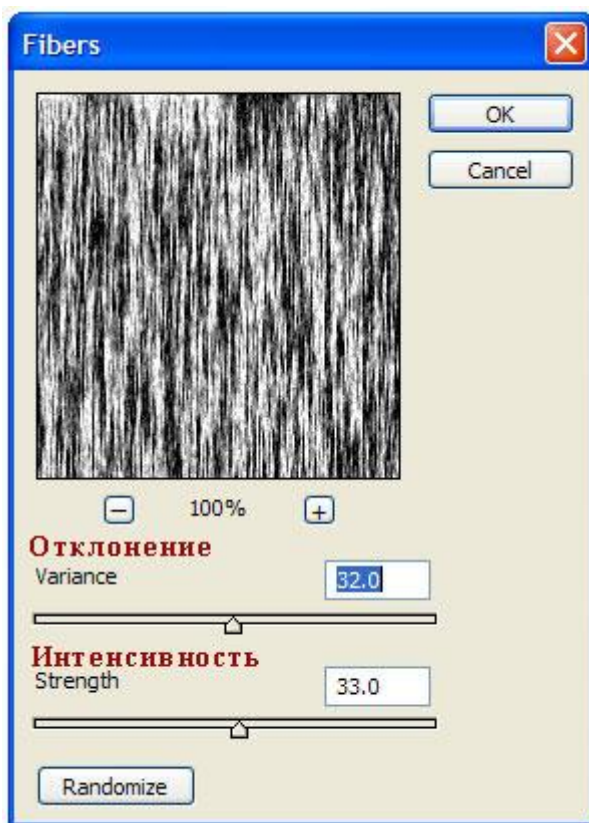 Fibers
OK
Cancel
100%
Отклонение
Variance
32.0
Интенсивность
Strength
33.0
Randomize